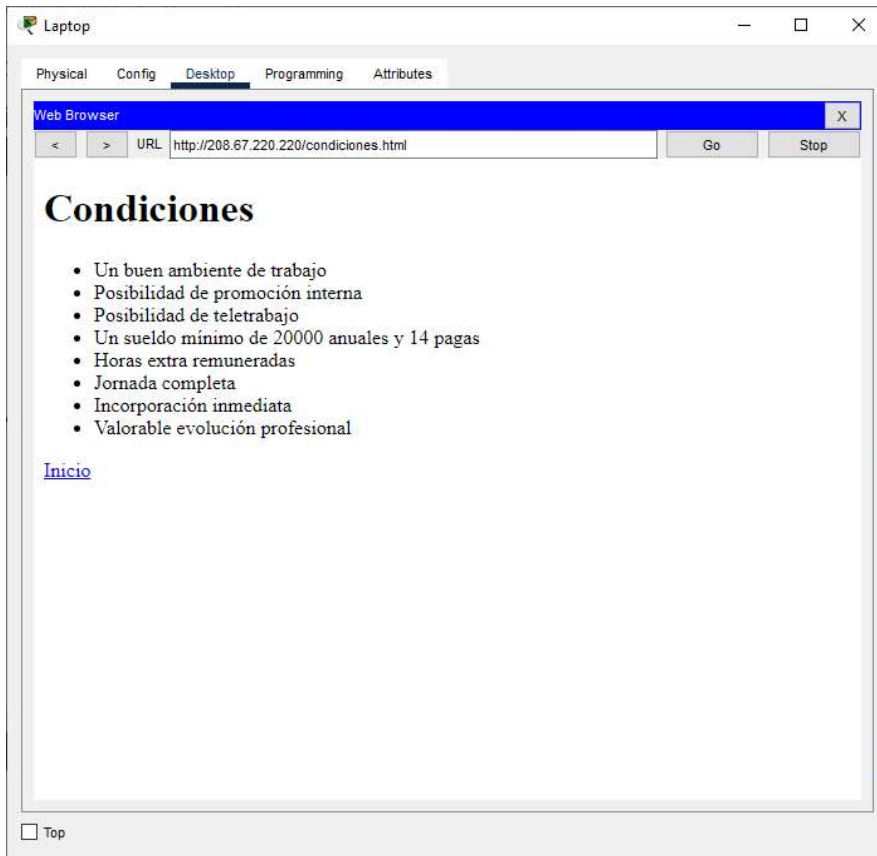 Laptop
Physical Config Desktop Programming Attributes
Web Browser X
< > URL http://208.67.220.220/condiciones.html Go Stop
Condiciones
• Un buen ambiente de trabajo
• Posibilidad de promoción interna
• Posibilidad de teletrabajo
• Un sueldo mínimo de 20000 anuales y 14 pagas
• Horas extra remuneradas
• Jornada completa
• Incorporación inmediata
• Valorable evolución profesional
Inicio
Top